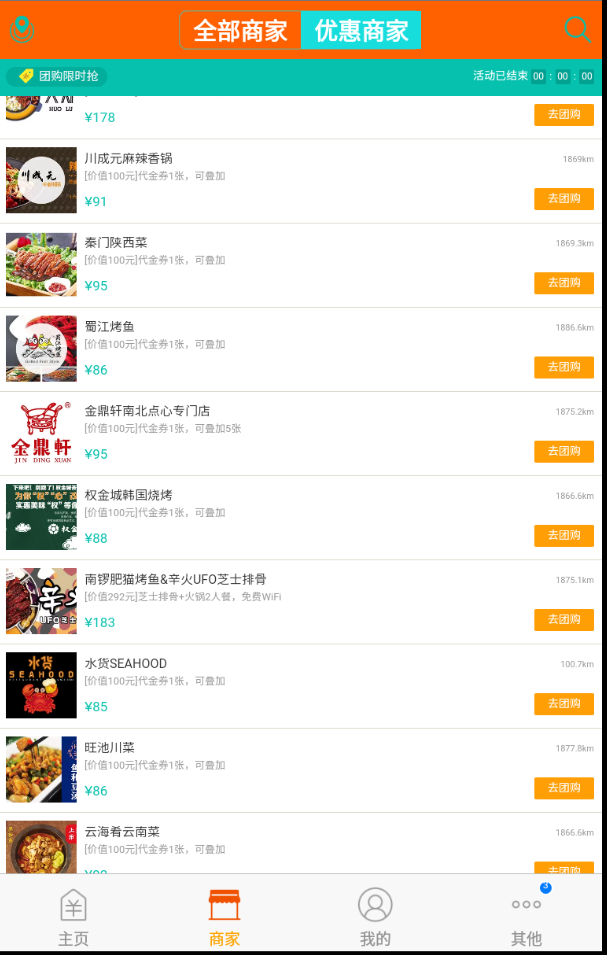 全部商家 优惠商家
团购限时抢 活动已结束 00 : 00 : 00
HUO LU
¥178 去团购
川成元麻辣香锅 1869km
川成元
[价值100元]代金券1张，可叠加
¥91 去团购
秦门陕西菜 1869.3km
[价值100元]代金券1张，可叠加
¥95 去团购
蜀江烤鱼 1886.6km
[价值100元]代金券1张，可叠加
¥86 去团购
金鼎轩南北点心专门店 1875.2km
[价值100元]代金券1张，可叠加5张
金鼎軒
JIN DING XUAN
¥95 去团购
权金城韩国烧烤 1866.6km
[价值100元]代金券1张，可叠加
¥88 去团购
南锣肥猫烤鱼&辛火UFO芝士排骨 1875.1km
[价值292元]芝士排骨+火锅2人餐，免费WiFi
¥183 去团购
水货SEAHOOD 100.7km
水货
SEAHOOD
[价值100元]代金券1张，可叠加
¥85 去团购
旺池川菜 1877.8km
[价值100元]代金券1张，可叠加
¥86 去团购
云海肴云南菜 1866.6km
[价值100元]代金券1张，可叠加
去团购
3
主页 商家 我的 其他